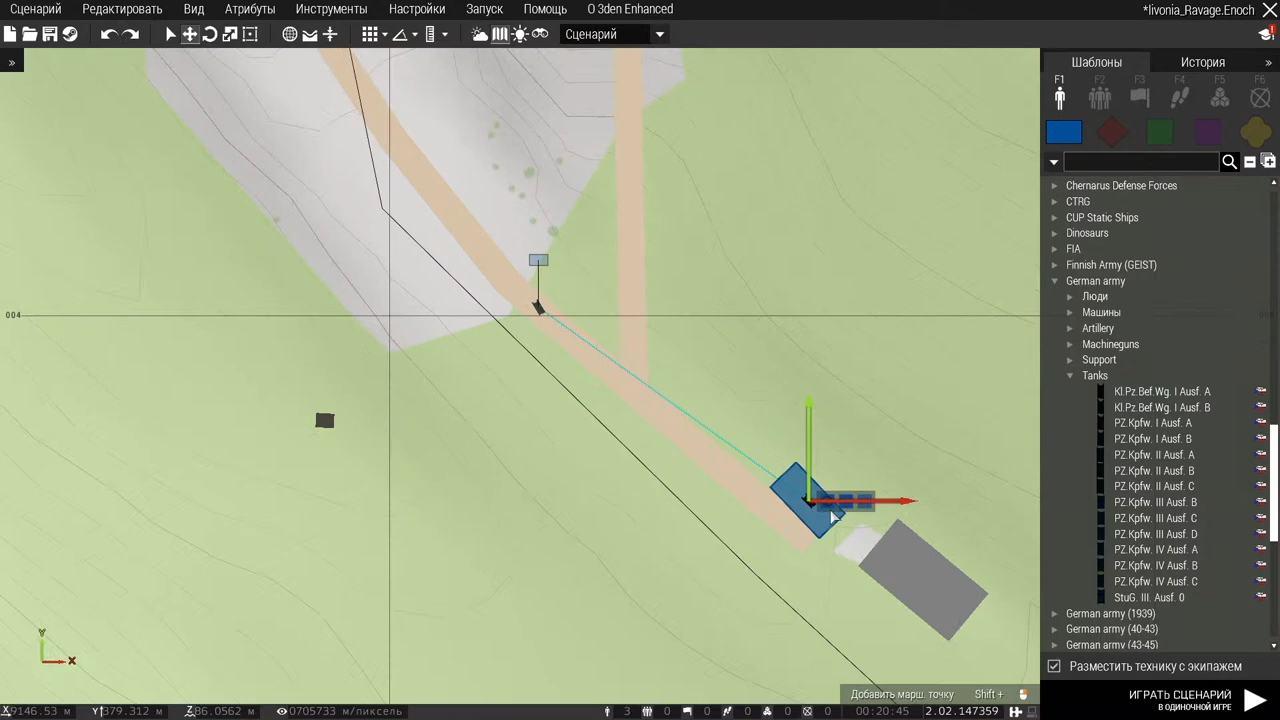 Сценарий Редактировать Вид Атрибуты Инструменты Настройки Запуск Помощь О 3den Enhanced *livonia_Ravage.Enoch
Сценарий
» Шаблоны История »
F1 F2 F3 F4 F5 F6
Chernarus Defense Forces
CTRG
CUP Static Ships
Dinosaurs
FIA
Finnish Army (GEIST)
German army
Люди
Машины
Artillery
Machineguns
Support
Tanks
Kl.Pz.Bef.Wg. I Ausf. A
Kl.Pz.Bef.Wg. I Ausf. B
PZ.Kpfw. I Ausf. A
PZ.Kpfw. I Ausf. B
PZ.Kpfw. II Ausf. A
PZ.Kpfw. II Ausf. B
PZ.Kpfw. II Ausf. C
PZ.Kpfw. III Ausf. B
PZ.Kpfw. III Ausf. C
PZ.Kpfw. III Ausf. D
PZ.Kpfw. IV Ausf. A
PZ.Kpfw. IV Ausf. B
PZ.Kpfw. IV Ausf. C
StuG. III. Ausf. 0
German army (1939)
German army (40-43)
German army (43-45)
004
Y
X
Разместить технику с экипажем
Добавить марш. точку Shift +
ИГРАТЬ СЦЕНАРИЙ
В ОДИНОЧНОЙ ИГРЕ
X 9146.53 м Y 379.312 м Z 86.0562 м 0.705733 м/пиксель 3 0 0 0 0 0 00:20:45 2.02.147359